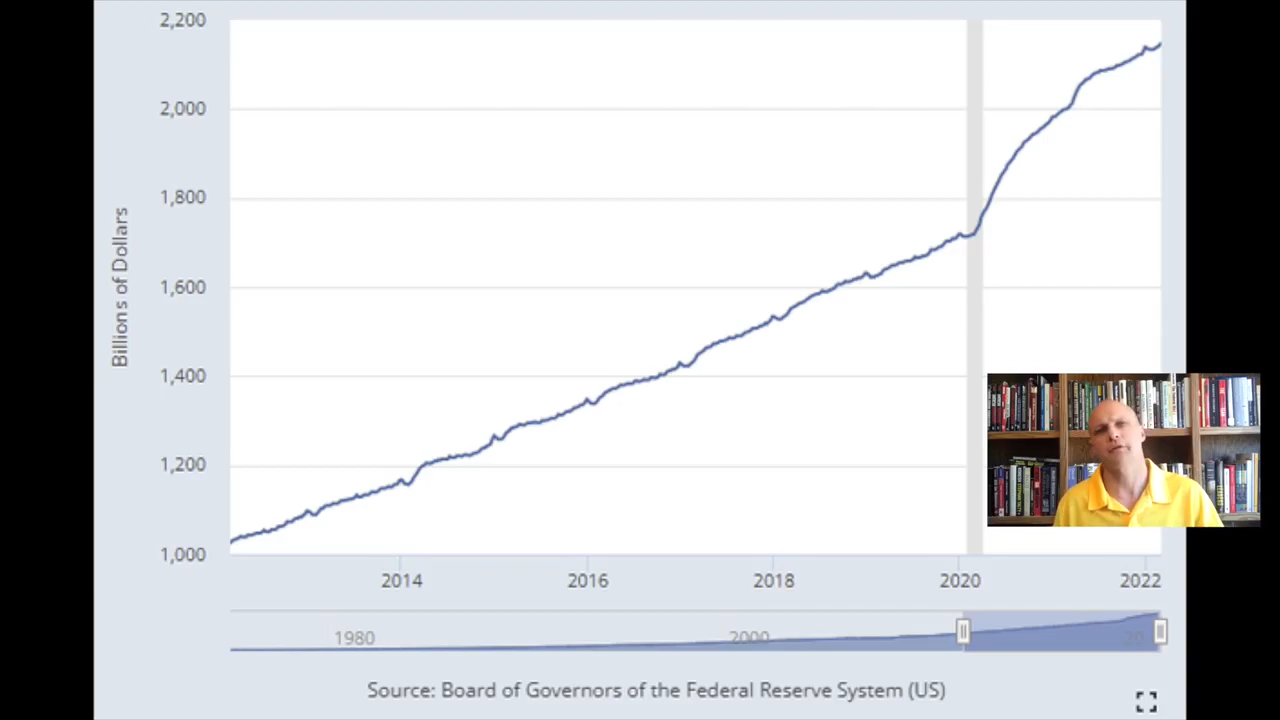 2,200
2,000
1,800
1,600
1,400
1,200
1,000
Billions of Dollars
2014 2016 2018 2020 2022
1980 2000 20
Source: Board of Governors of the Federal Reserve System (US)